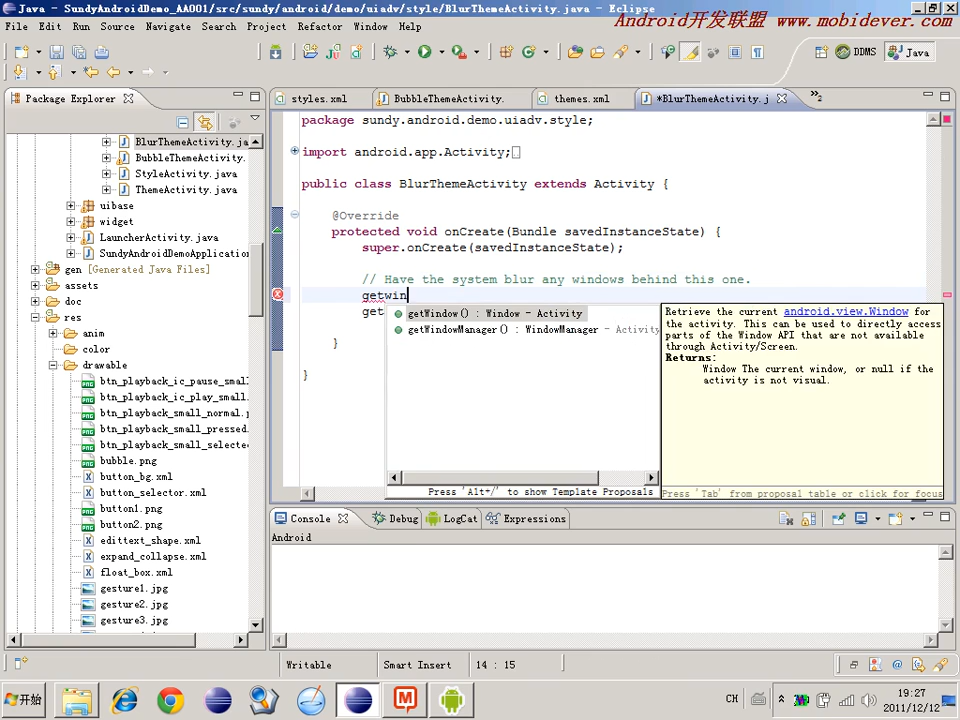 Java - SundyAndroidDemo_AA001/src/sundy/android/demo/uiadv/style/BlurThemeActivity.java - Eclipse
Android开发联盟 www.mobidever.com
File Edit Run Source Navigate Search Project Refactor Window Help
DDMS
Java
Package Explorer
styles.xml
BubbleThemeActivity.
themes.xml
*BlurThemeActivity.j
2
BlurThemeActivity.ja
BubbleThemeActivity.
StyleActivity.java
ThemeActivity.java
uibase
widget
LauncherActivity.java
SundyAndroidDemoApplication
gen [Generated Java Files]
assets
doc
res
anim
color
drawable
btn_playback_ic_pause_small
btn_playback_ic_play_small.
btn_playback_small_normal.p
btn_playback_small_pressed.
btn_playback_small_selected
bubble.png
button_bg.xml
button_selector.xml
button1.png
button2.png
edittext_shape.xml
expand_collapse.xml
float_box.xml
gesture1.jpg
gesture2.jpg
gesture3.jpg
package sundy.android.demo.uiadv.style;
import android.app.Activity;
public class BlurThemeActivity extends Activity {
@Override
protected void onCreate(Bundle savedInstanceState) {
super.onCreate(savedInstanceState);
// Have the system blur any windows behind this one.
getwin
get
}
}
getWindow() : Window - Activity
getWindowManager() : WindowManager - Activity
Press 'Alt+/' to show Template Proposals
Retrieve the current android.view.Window for
the activity. This can be used to directly access
parts of the Window API that are not available
through Activity/Screen.
Returns:
Window The current window, or null if the
activity is not visual.
Press 'Tab' from proposal table or click for focus
Console
Debug
LogCat
Expressions
Android
Writable
Smart Insert
14 : 15
开始
CH
19:27
2011/12/12